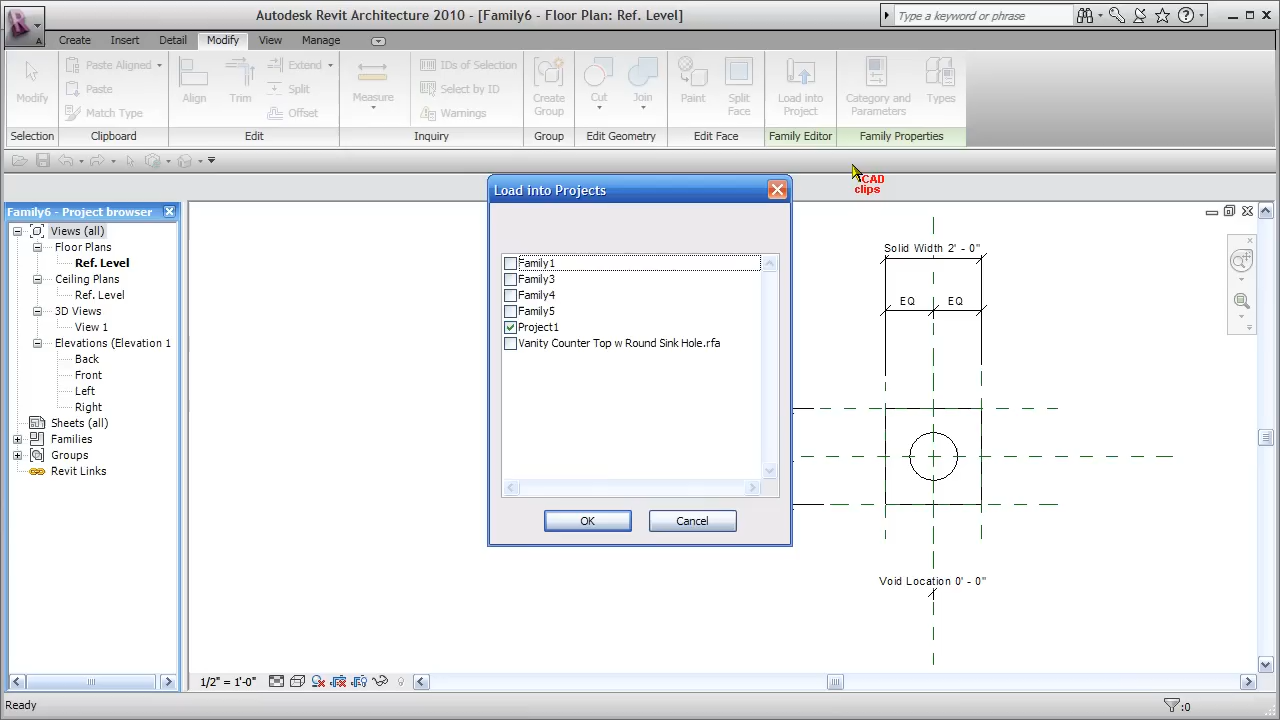 Autodesk Revit Architecture 2010 - [Family6 - Floor Plan: Ref. Level]
Type a keyword or phrase
Create Insert Detail Modify View Manage
Modify
Paste Aligned
Paste
Match Type
Align
Trim
Extend
Split
Offset
Measure
IDs of Selection
Select by ID
Warnings
Create
Group
Cut
Join
Paint
Split
Face
Load into
Project
Category and
Parameters
Types
Selection Clipboard Edit Inquiry Group Edit Geometry Edit Face Family Editor Family Properties
CAD
clips
Family6 - Project browser
Views (all)
Floor Plans
Ref. Level
Ceiling Plans
Ref. Level
3D Views
View 1
Elevations (Elevation 1
Back
Front
Left
Right
Sheets (all)
Families
Groups
Revit Links
Load into Projects
Family1
Family3
Family4
Family5
Project1
Vanity Counter Top w Round Sink Hole.rfa
OK Cancel
Solid Width 2' - 0"
EQ EQ
Void Location 0' - 0"
1/2" = 1'-0"
Ready
:0